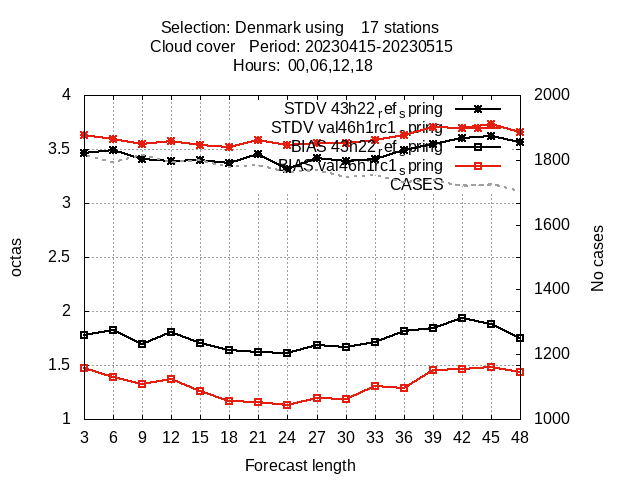 Selection: Denmark using 17 stations
Cloud cover Period: 20230415-20230515
Hours: 00,06,12,18
4
3.5
3
2.5
2
1.5
1
octas
STDV 43h22_ref_spring
STDV val46h1rc1_spring
BIAS 43h22_ref_spring
BIAS val46h1rc1_spring
CASES
2000
1800
1600
1400
1200
1000
No cases
3 6 9 12 15 18 21 24 27 30 33 36 39 42 45 48
Forecast length